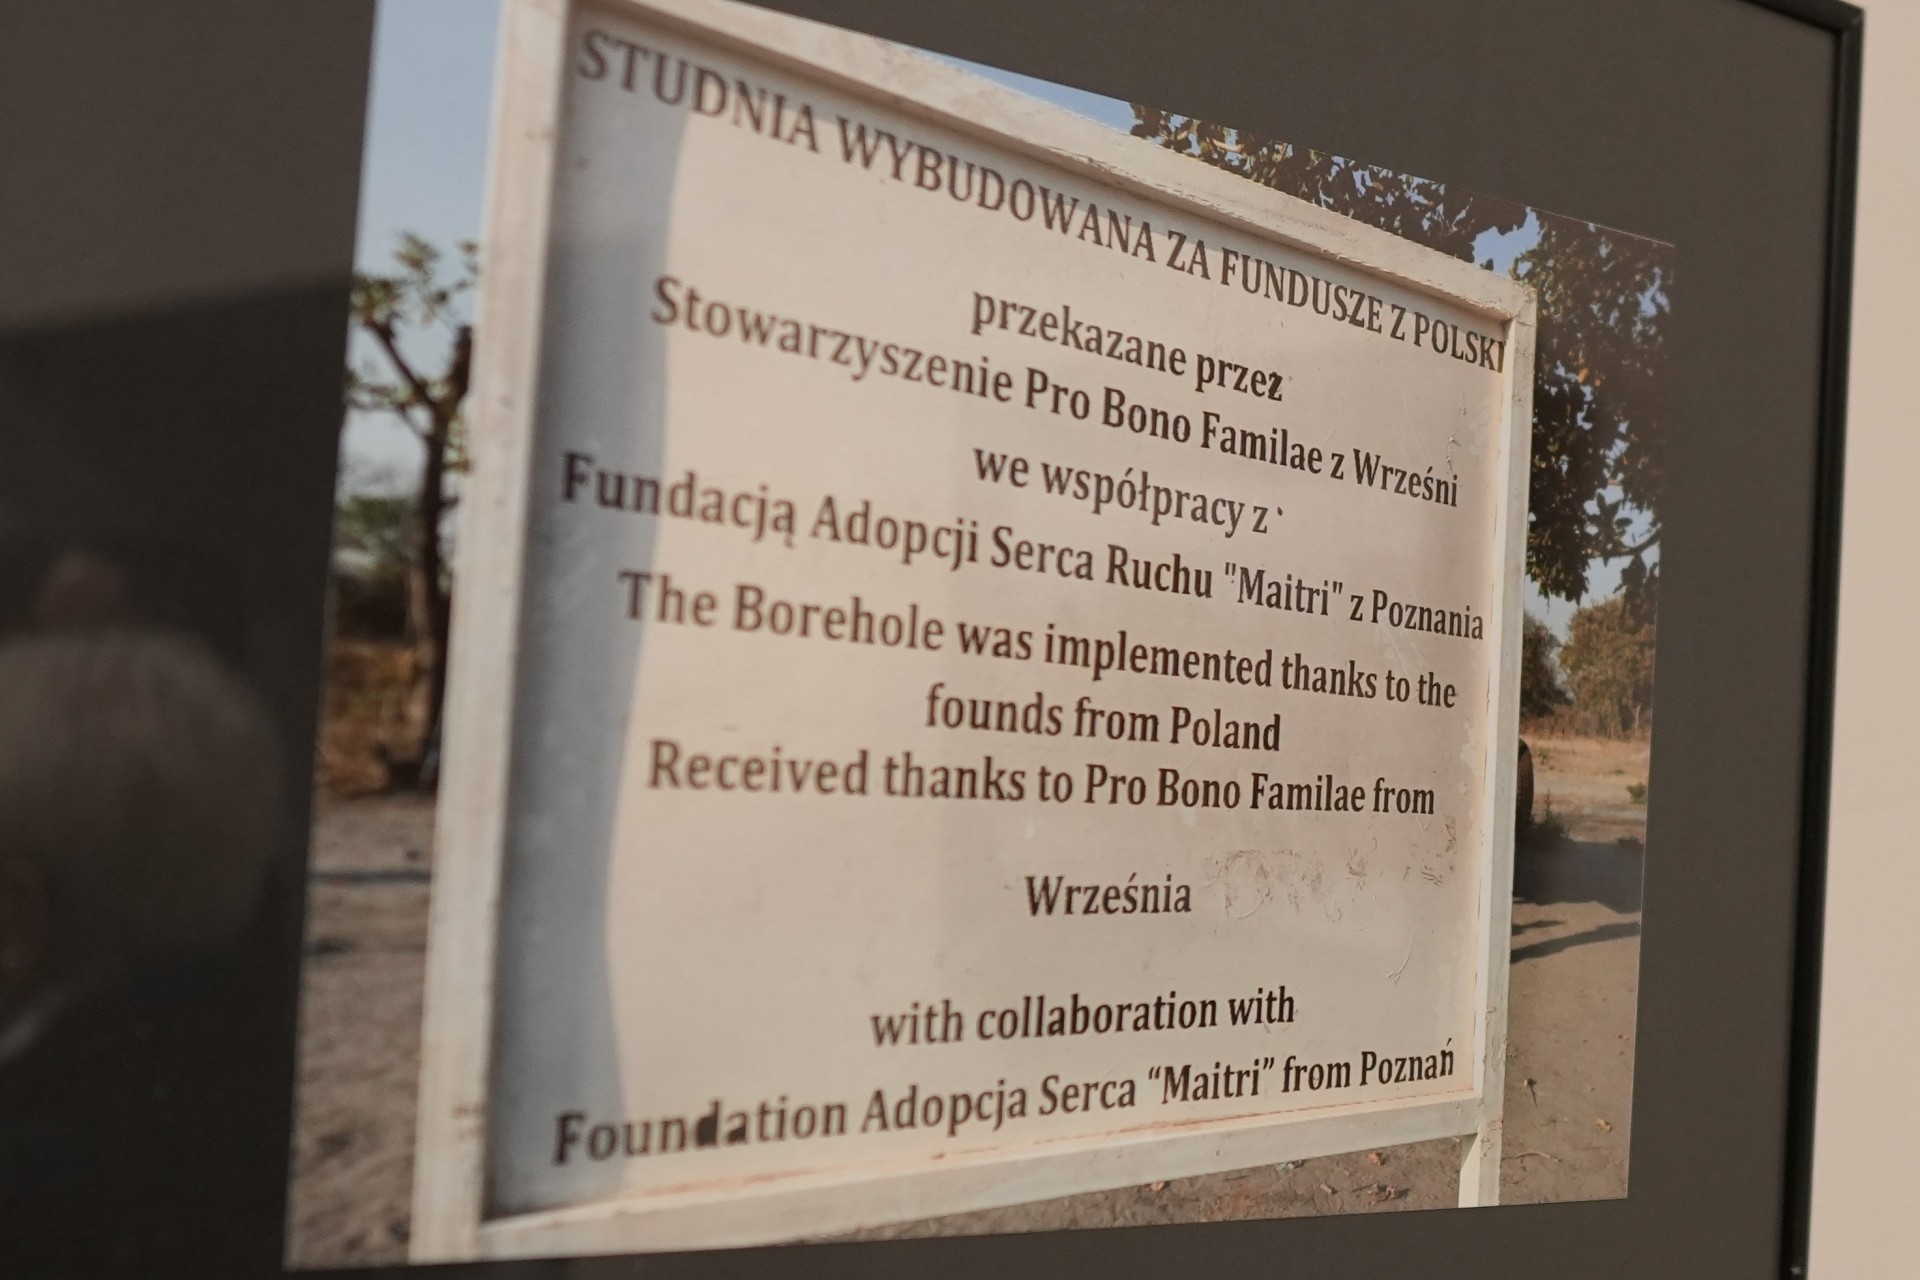 STUDNIA WYBUDOWANA ZA FUNDUSZE Z POLSKI
przekazane przez
Stowarzyszenie Pro Bono Familae z Wrześni
we współpracy z
Fundacją Adopcji Serca Ruchu "Maitri" z Poznania
The Borehole was implemented thanks to the
founds from Poland
Received thanks to Pro Bono Familae from
Września
with collaboration with
Foundation Adopcja Serca “Maitri” from Poznań